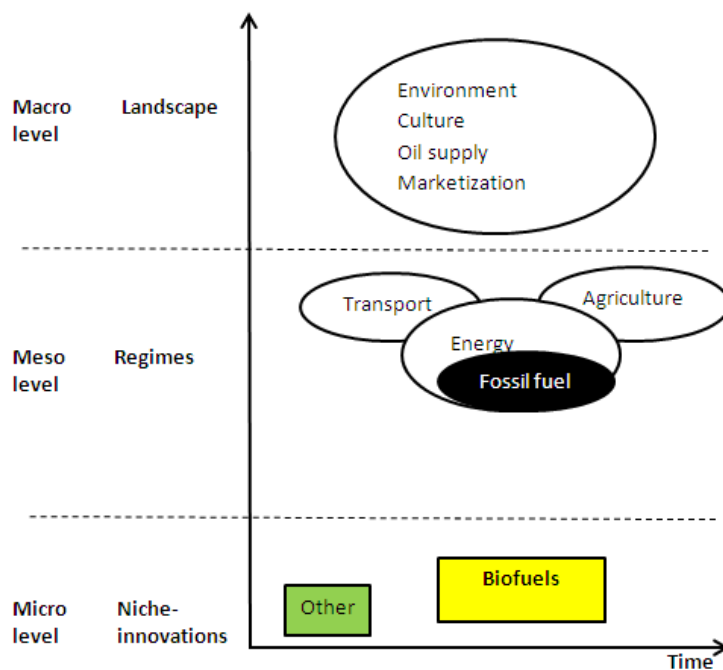 Macro level
Landscape
Environment
Culture
Oil supply
Marketization
Meso level
Regimes
Transport
Agriculture
Energy
Fossil fuel
Micro level
Niche-
innovations
Other
Biofuels
Time